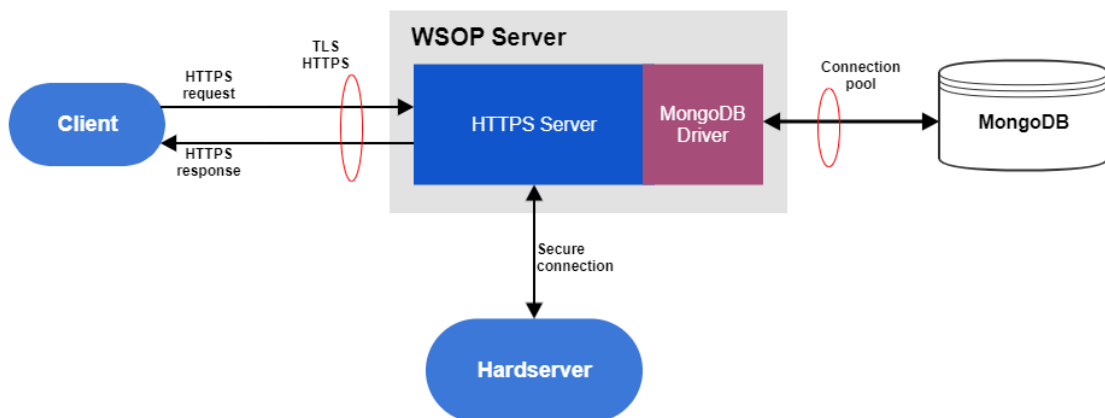 WSOP Server
TLS
HTTPS
HTTPS
request
Client
HTTPS
response
HTTPS Server
MongoDB
Driver
Connection
pool
MongoDB
Secure
connection
Hardserver